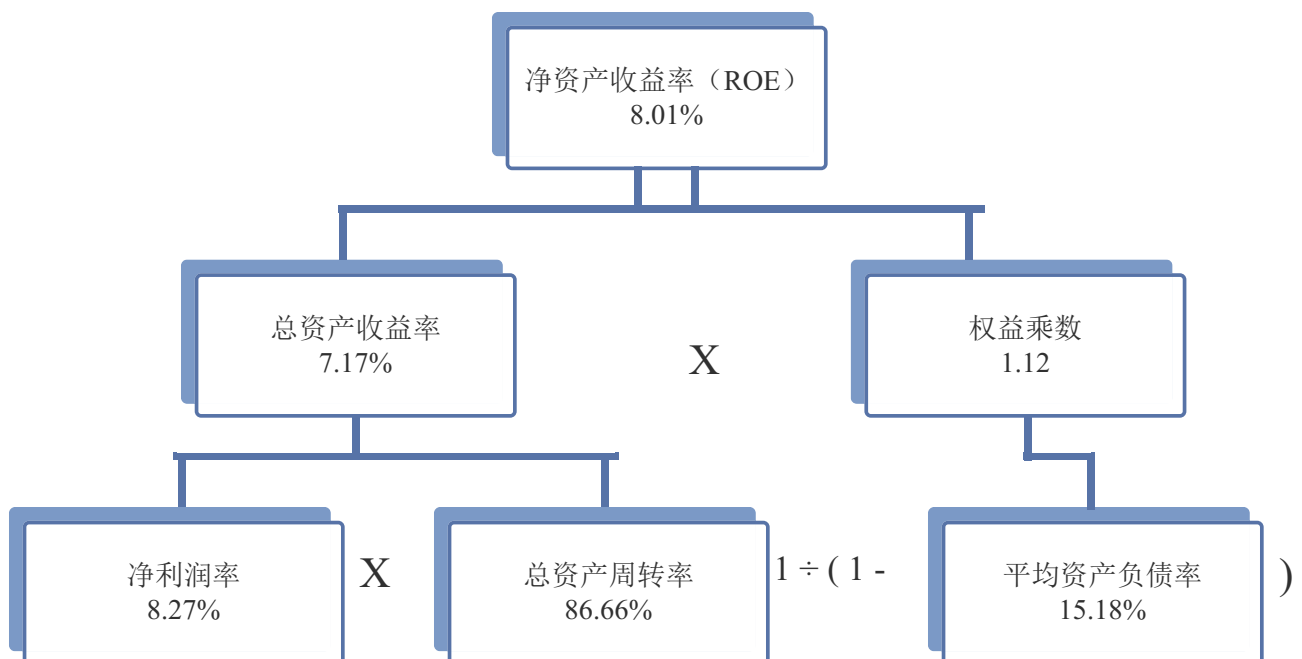 净资产收益率（ROE）
8.01%
总资产收益率
7.17%
X
权益乘数
1.12
净利润率
8.27%
X
总资产周转率
86.66%
1 ÷ ( 1 -
平均资产负债率
15.18%
)